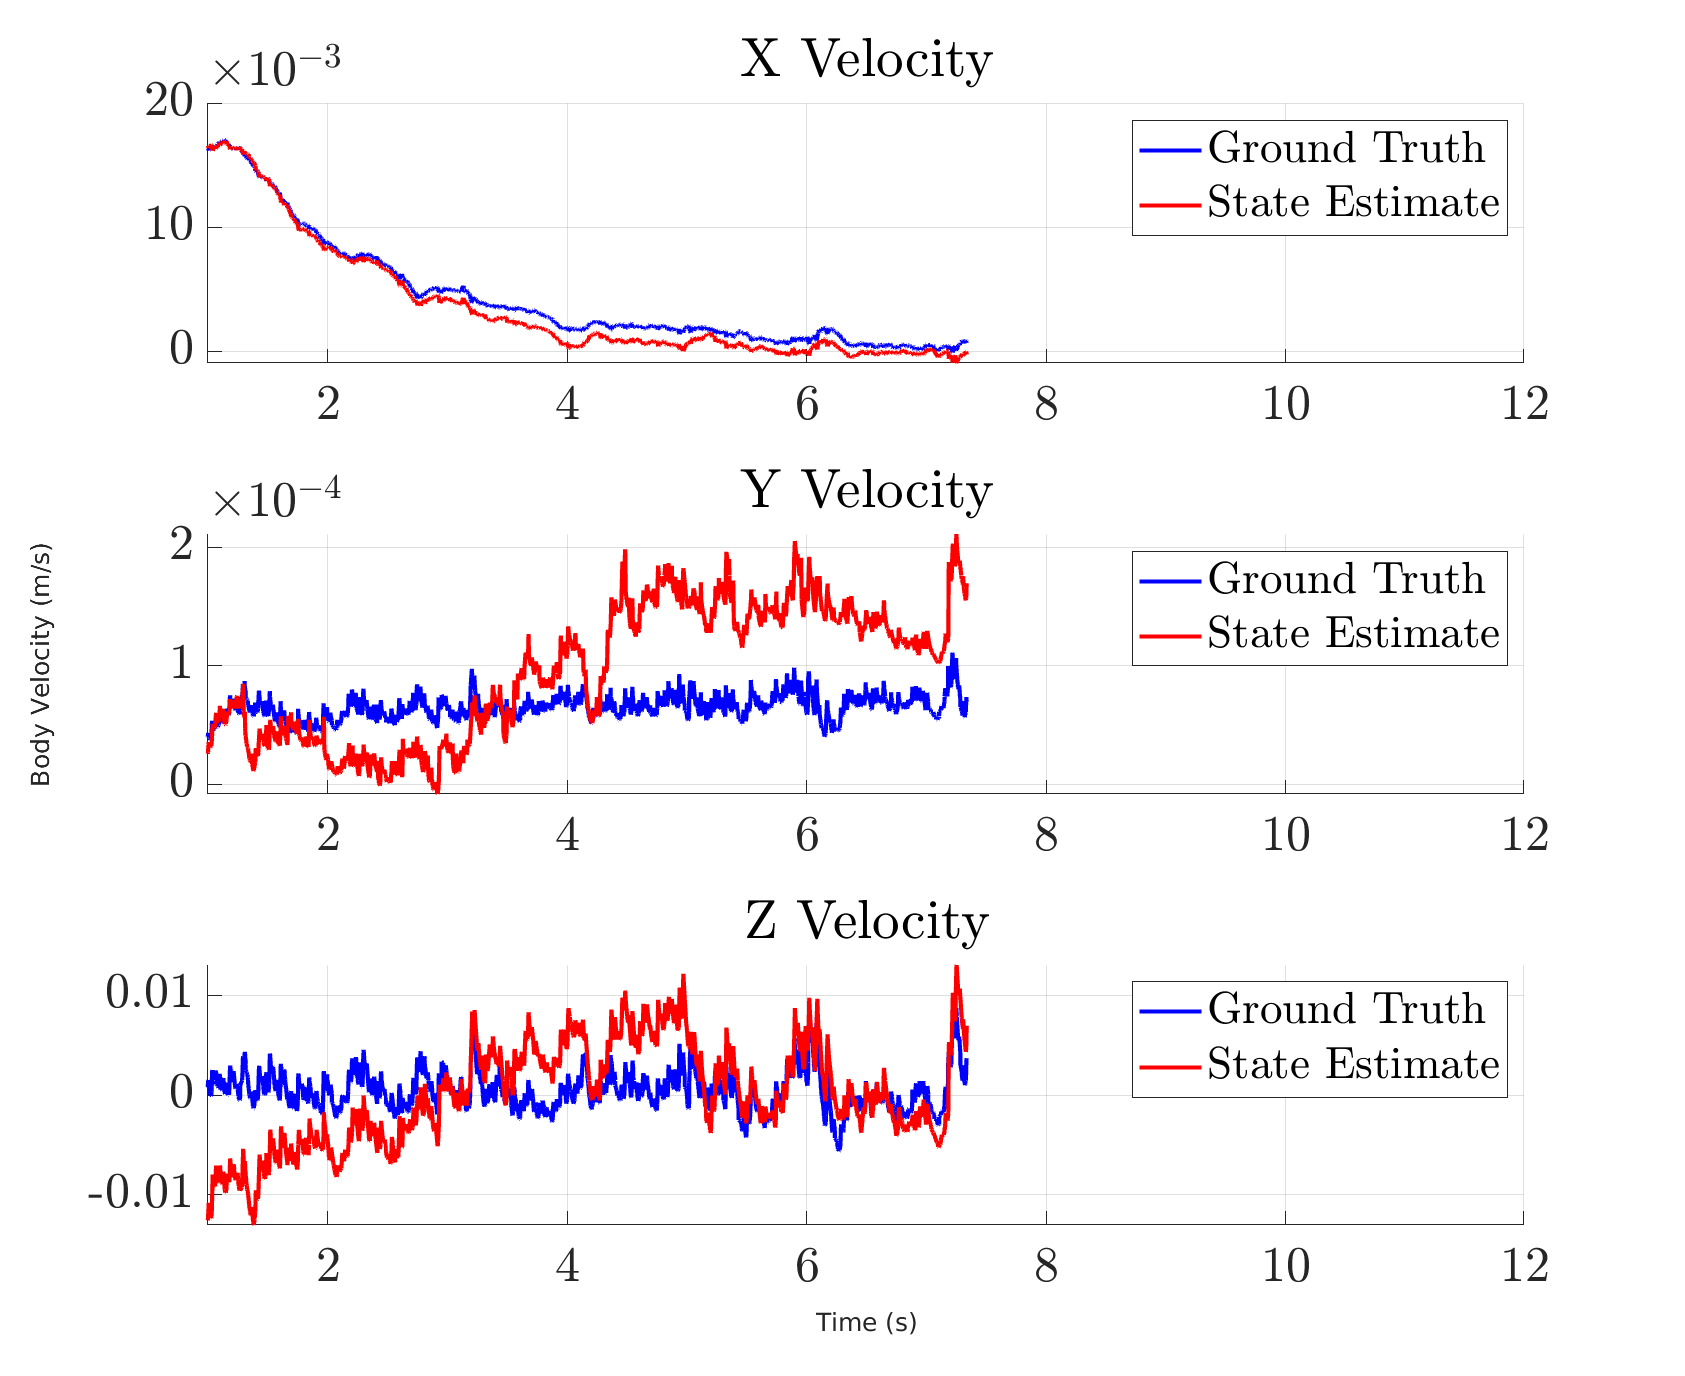 X Velocity
×10⁻³
20
10
0
2 4 6 8 10 12
Ground Truth
State Estimate
Y Velocity
×10⁻⁴
2
1
0
2 4 6 8 10 12
Ground Truth
State Estimate
Body Velocity (m/s)
Z Velocity
0.01
0
-0.01
2 4 6 8 10 12
Ground Truth
State Estimate
Time (s)